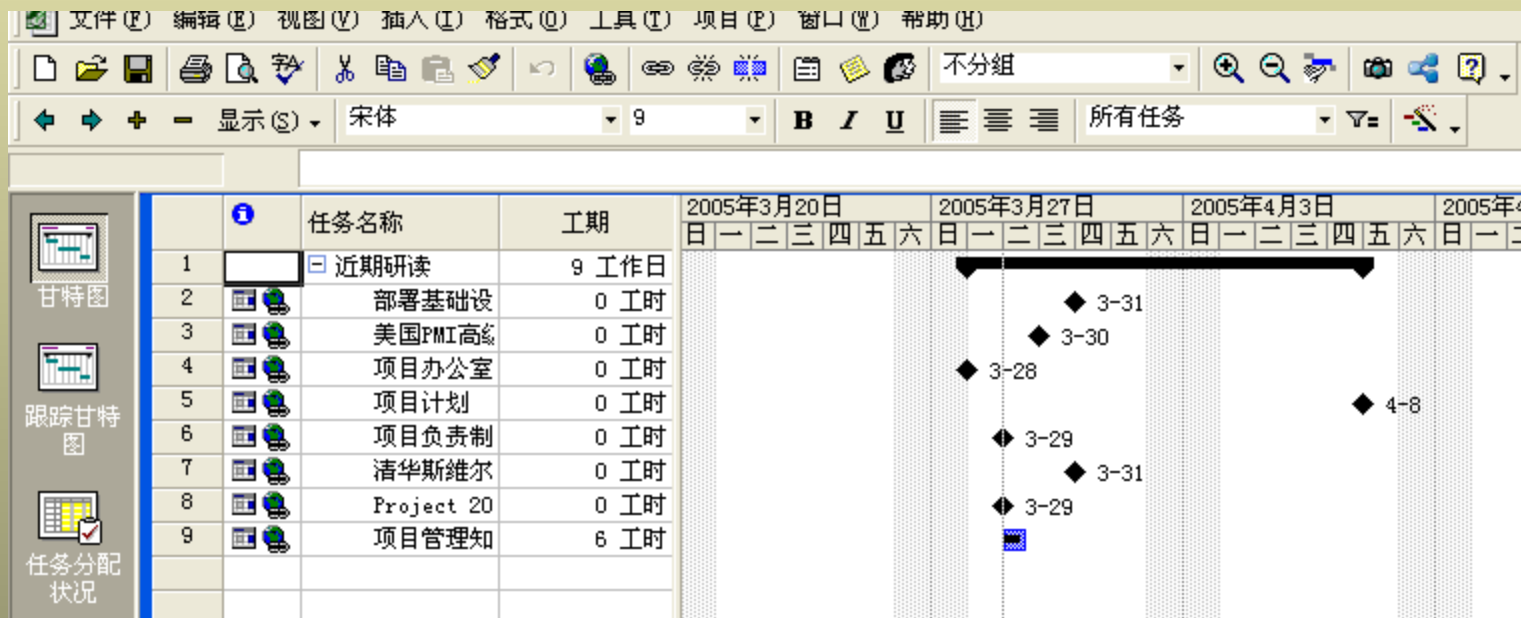 文件(F) 编辑(E) 视图(V) 插入(I) 格式(O) 工具(T) 项目(P) 窗口(W) 帮助(H)
不分组
显示(S) 宋体 9 B I U 所有任务
任务名称 工期 2005年3月20日 2005年3月27日 2005年4月3日 2005年4
日 一 二 三 四 五 六 日 一 二 三 四 五 六 日 一 二 三 四 五 六 日 一
1 近期研读 9 工作日
2 部署基础设 0 工时 3-31
3 美国PMI高级 0 工时 3-30
4 项目办公室 0 工时 3-28
5 项目计划 0 工时 4-8
6 项目负责制 0 工时 3-29
7 清华斯维尔 0 工时 3-31
8 Project 20 0 工时 3-29
9 项目管理知 6 工时
甘特图
跟踪甘特
图
任务分配
状况